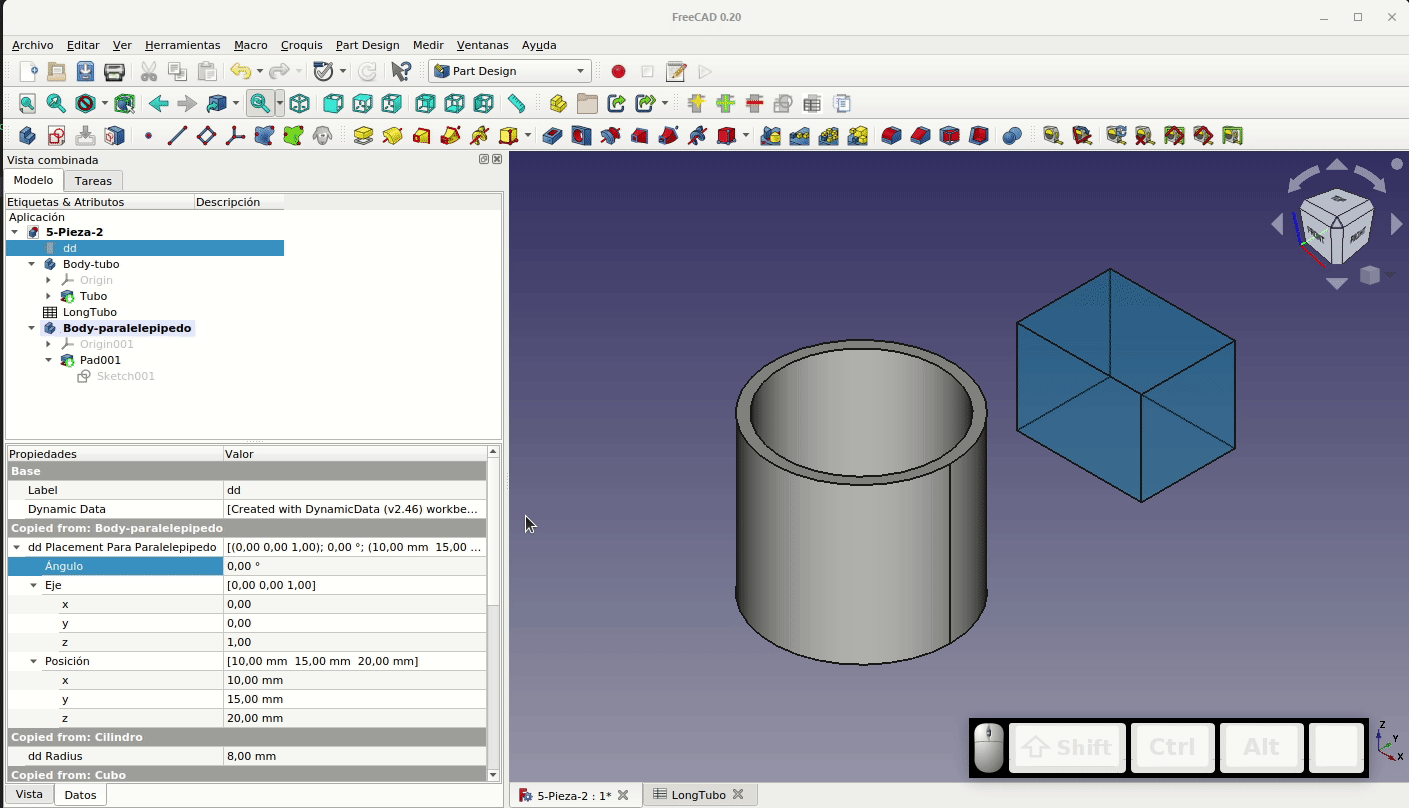 FreeCAD 0.20
Archivo Editar Ver Herramientas Macro Croquis Part Design Medir Ventanas Ayuda
Part Design
Vista combinada
Modelo Tareas
Etiquetas & Atributos Descripción
Aplicación
5-Pieza-2
dd
Body-tubo
Origin
Tubo
LongTubo
Body-paralelepipedo
Origin001
Pad001
Sketch001
Propiedades Valor
Base
Label dd
Dynamic Data [Created with DynamicData (v2.46) workbe...
Copied from: Body-paralelepipedo
dd Placement Para Paralelepipedo [(0,00 0,00 1,00); 0,00 °; (10,00 mm 15,00 ...
Ángulo 0,00 °
Eje [0,00 0,00 1,00]
x 0,00
y 0,00
z 1,00
Posición [10,00 mm 15,00 mm 20,00 mm]
x 10,00 mm
y 15,00 mm
z 20,00 mm
Copied from: Cilindro
dd Radius 8,00 mm
Copied from: Cubo
Vista Datos
FRONT
Shift Ctrl Alt
Z
Y
X
5-Pieza-2 : 1*
LongTubo